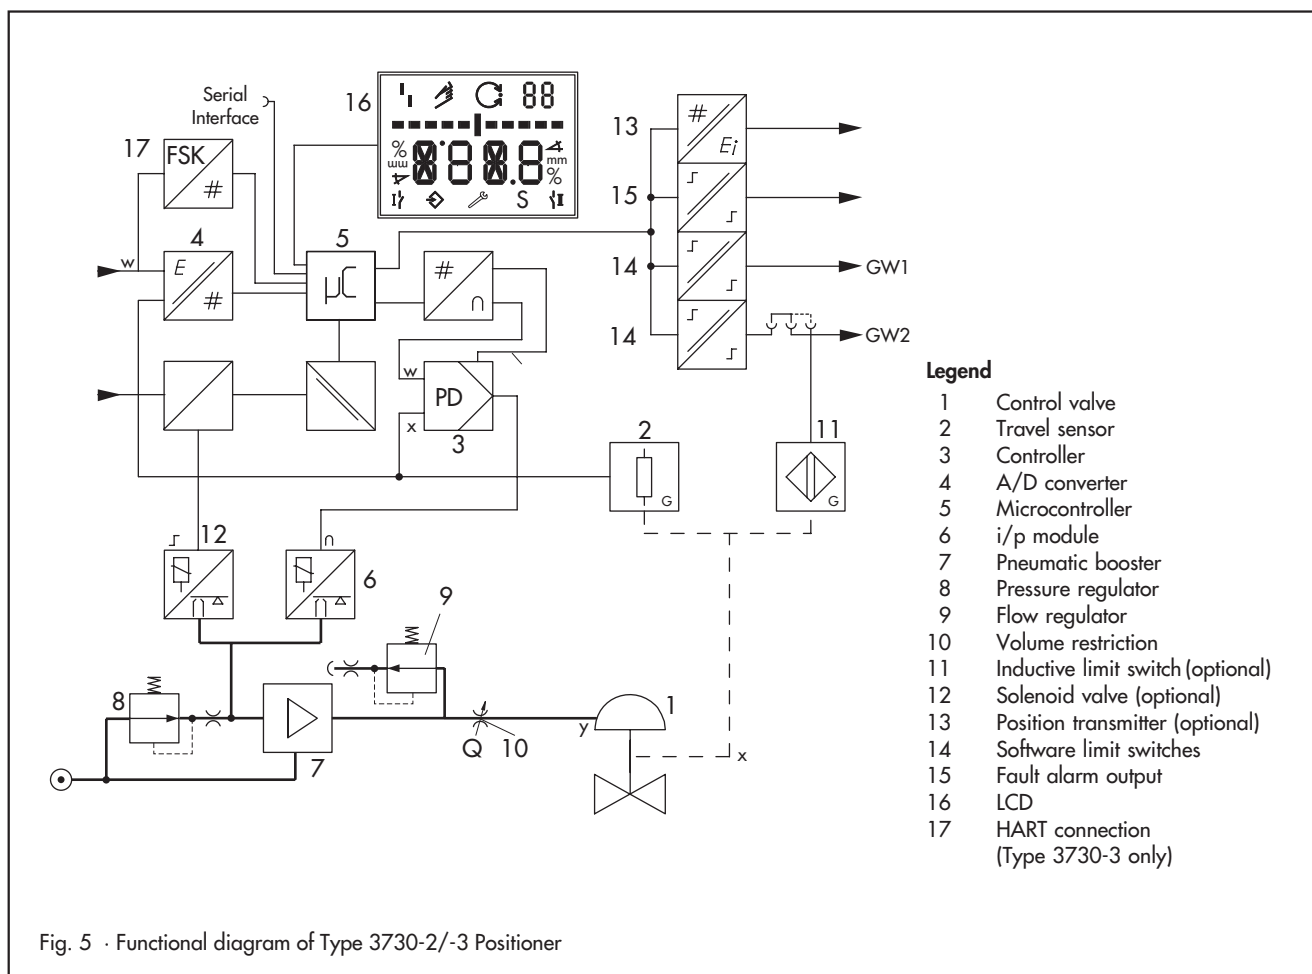 Serial
Interface
16
88
%
mm
%
S
17
FSK
#
w
4
E
#
5
µC
#
13
#
Ei
15
14
GW1
14
GW2
w
PD
x
3
2
G
11
G
12
6
9
8
7
Q
10
y
1
x
Legend
1 Control valve
2 Travel sensor
3 Controller
4 A/D converter
5 Microcontroller
6 i/p module
7 Pneumatic booster
8 Pressure regulator
9 Flow regulator
10 Volume restriction
11 Inductive limit switch (optional)
12 Solenoid valve (optional)
13 Position transmitter (optional)
14 Software limit switches
15 Fault alarm output
16 LCD
17 HART connection
(Type 3730-3 only)
Fig. 5 · Functional diagram of Type 3730-2/-3 Positioner